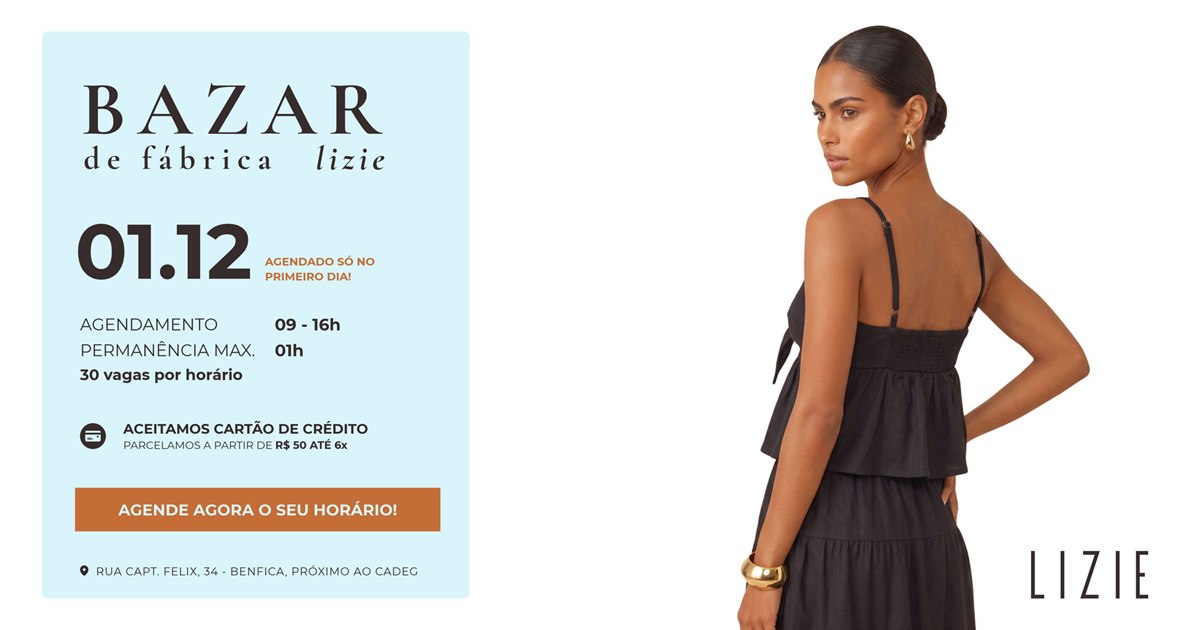 BAZAR
de fábrica lizie
01.12
AGENDADO SÓ NO
PRIMEIRO DIA!
AGENDAMENTO 09 - 16h
PERMANÊNCIA MAX. 01h
30 vagas por horário
ACEITAMOS CARTÃO DE CRÉDITO
PARCELAMOS A PARTIR DE R$ 50 ATÉ 6x
AGENDE AGORA O SEU HORÁRIO!
RUA CAPT. FELIX, 34 - BENFICA, PRÓXIMO AO CADEG
LIZIE